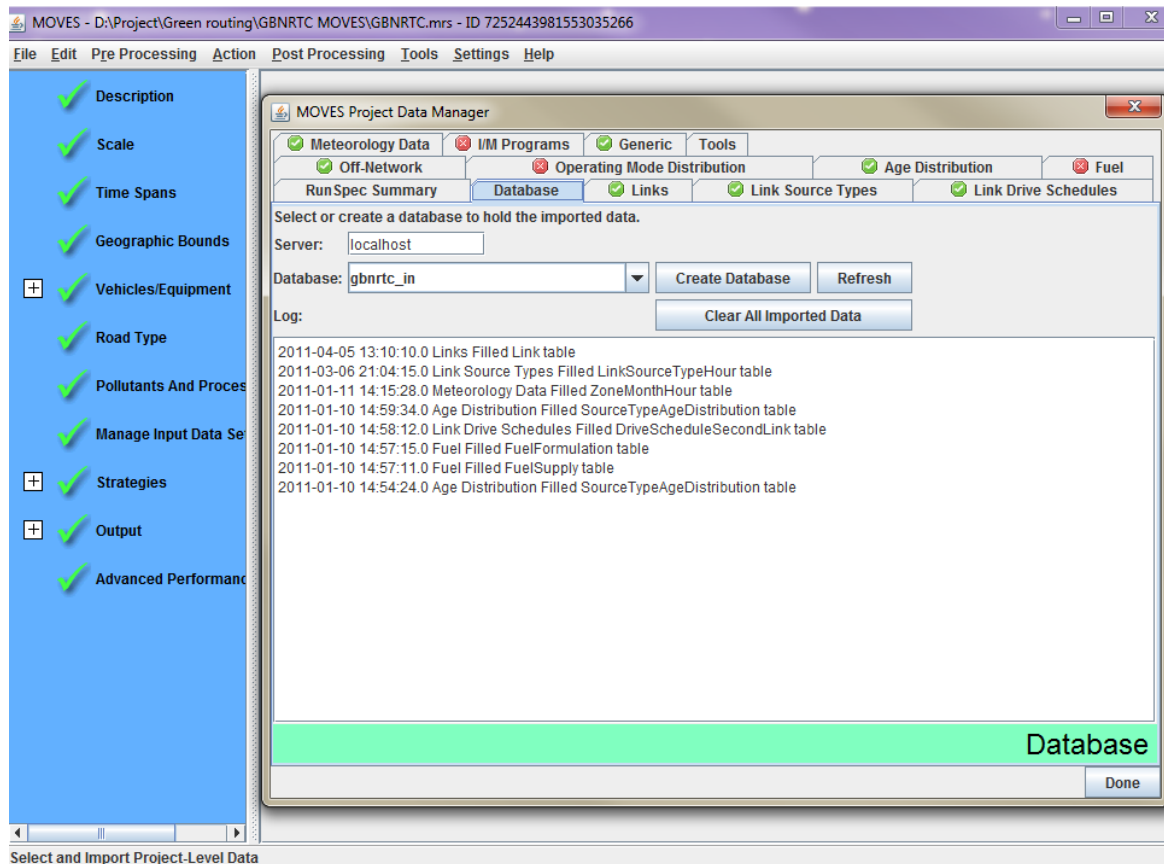 MOVES - D:\Project\Green routing\GBNRTC MOVES\GBNRTC.mrs - ID 7252443981553035266
File Edit Pre Processing Action Post Processing Tools Settings Help
Description
Scale
Time Spans
Geographic Bounds
Vehicles/Equipment
Road Type
Pollutants And Proces
Manage Input Data Se
Strategies
Output
Advanced Performanc
MOVES Project Data Manager
Meteorology Data I/M Programs Generic Tools
Off-Network Operating Mode Distribution Age Distribution Fuel
RunSpec Summary Database Links Link Source Types Link Drive Schedules
Select or create a database to hold the imported data.
Server: localhost
Database: gbnrtc_in Create Database Refresh
Log: Clear All Imported Data
2011-04-05 13:10:10.0 Links Filled Link table
2011-03-06 21:04:15.0 Link Source Types Filled LinkSourceTypeHour table
2011-01-11 14:15:28.0 Meteorology Data Filled ZoneMonthHour table
2011-01-10 14:59:34.0 Age Distribution Filled SourceTypeAgeDistribution table
2011-01-10 14:58:12.0 Link Drive Schedules Filled DriveScheduleSecondLink table
2011-01-10 14:57:15.0 Fuel Filled FuelFormulation table
2011-01-10 14:57:11.0 Fuel Filled FuelSupply table
2011-01-10 14:54:24.0 Age Distribution Filled SourceTypeAgeDistribution table
Database
Done
Select and Import Project-Level Data